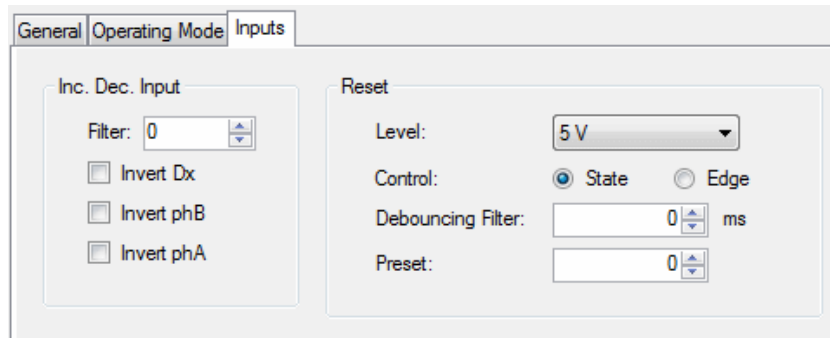 General Operating Mode Inputs
Inc. Dec. Input
Filter: 0
Invert Dx
Invert phB
Invert phA
Reset
Level: 5 V
Control: State Edge
Debouncing Filter: 0 ms
Preset: 0